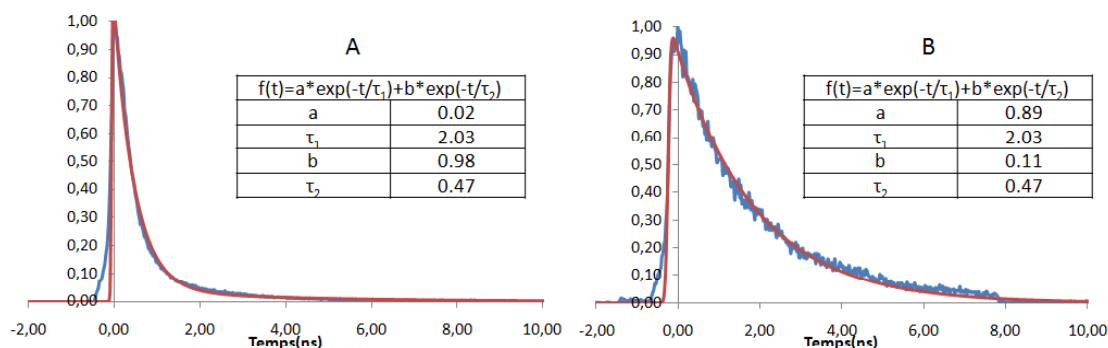 A
1,00
0,90
0,80
0,70
0,60
0,50
0,40
0,30
0,20
0,10
0,00
-2,00 0,00 2,00 4,00 6,00 8,00 10,00
Temps(ns)
f(t)=a*exp(-t/τ1)+b*exp(-t/τ2)
a 0.02
τ1 2.03
b 0.98
τ2 0.47
B
1,00
0,90
0,80
0,70
0,60
0,50
0,40
0,30
0,20
0,10
0,00
-2,00 0,00 2,00 4,00 6,00 8,00 10,00
Temps(ns)
f(t)=a*exp(-t/τ1)+b*exp(-t/τ2)
a 0.89
τ1 2.03
b 0.11
τ2 0.47